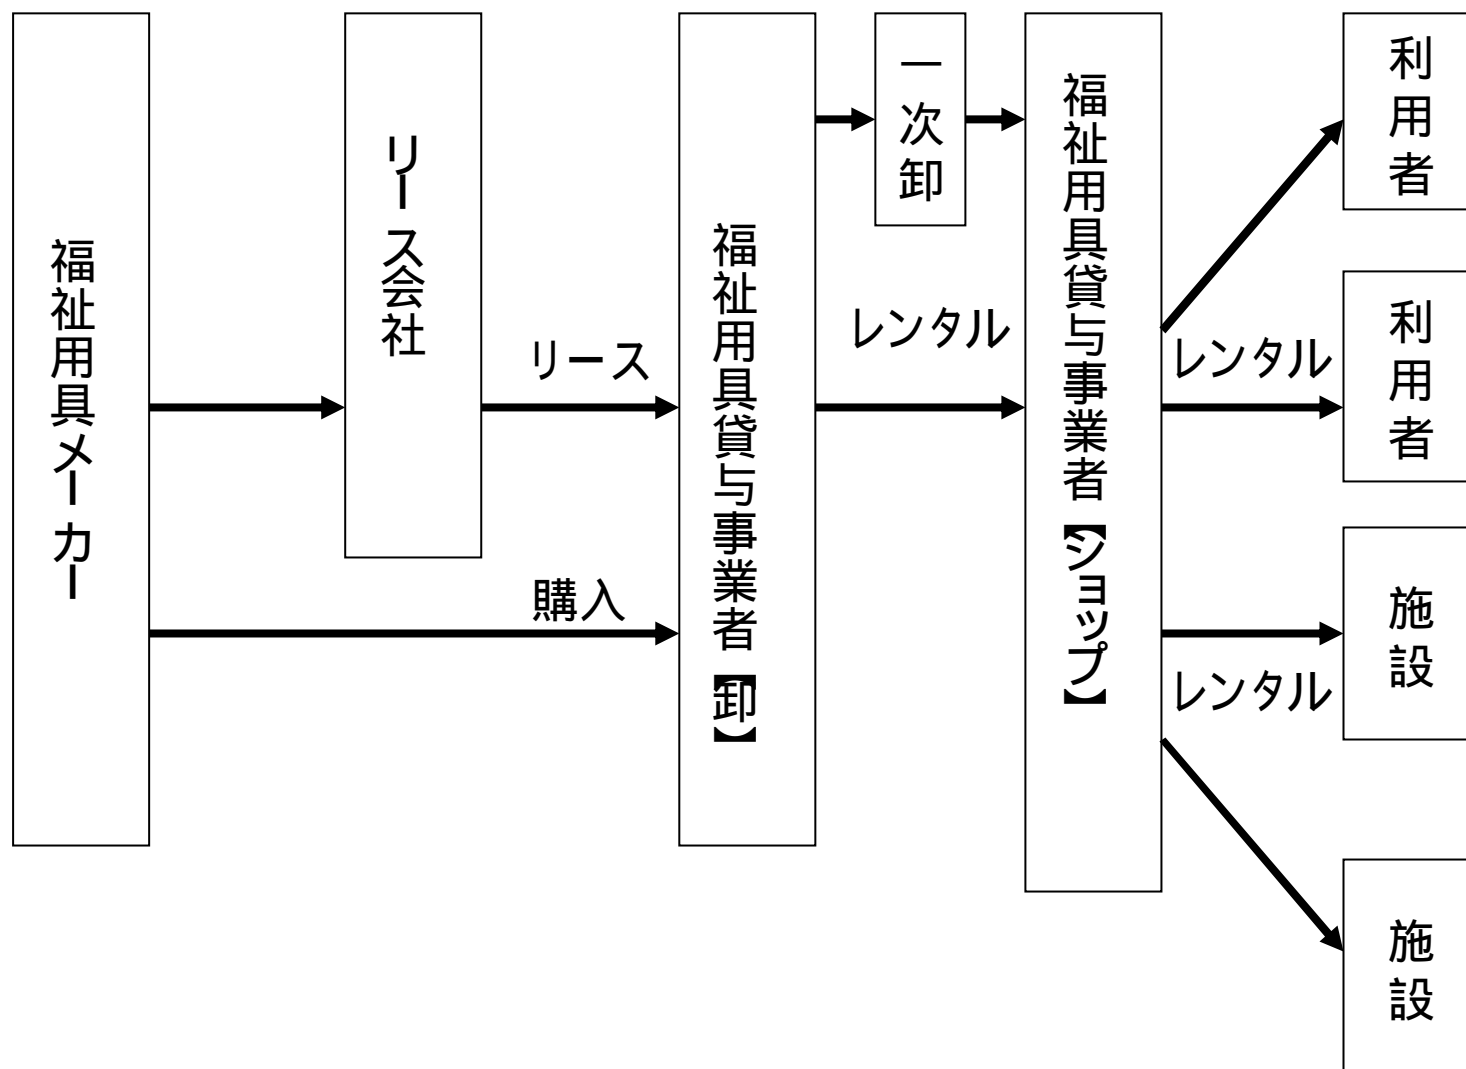 福祉用具メーカー
リース会社
リース
購入
福祉用具貸与事業者【卸】
一次卸
レンタル
福祉用具貸与事業者【ショップ】
レンタル
レンタル
利用者
利用者
施設
施設